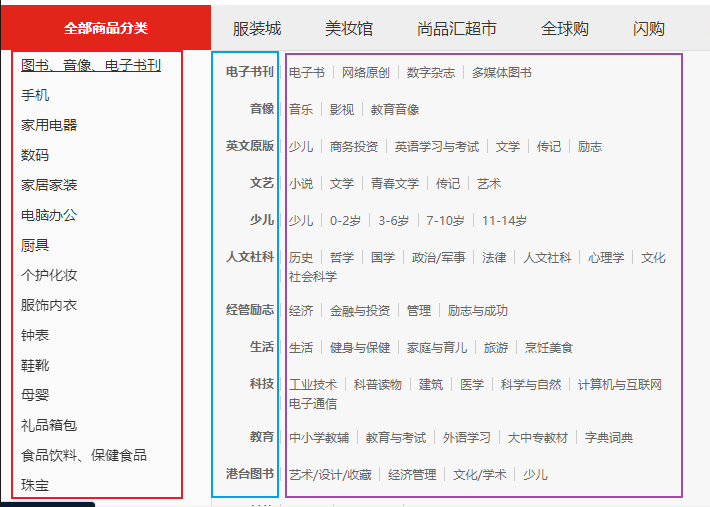 全部商品分类 服装城 美妆馆 尚品汇超市 全球购 闪购
图书、音像、电子书刊
手机
家用电器
数码
家居家装
电脑办公
厨具
个护化妆
服饰内衣
钟表
鞋靴
母婴
礼品箱包
食品饮料、保健食品
珠宝
电子书刊 电子书 网络原创 数字杂志 多媒体图书
音像 音乐 影视 教育音像
英文原版 少儿 商务投资 英语学习与考试 文学 传记 励志
文艺 小说 文学 青春文学 传记 艺术
少儿 少儿 0-2岁 3-6岁 7-10岁 11-14岁
人文社科 历史 哲学 国学 政治/军事 法律 人文社科 心理学 文化
社会科学
经管励志 经济 金融与投资 管理 励志与成功
生活 生活 健身与保健 家庭与育儿 旅游 烹饪美食
科技 工业技术 科普读物 建筑 医学 科学与自然 计算机与互联网
电子通信
教育 中小学教辅 教育与考试 外语学习 大中专教材 字典词典
港台图书 艺术/设计/收藏 经济管理 文化/学术 少儿